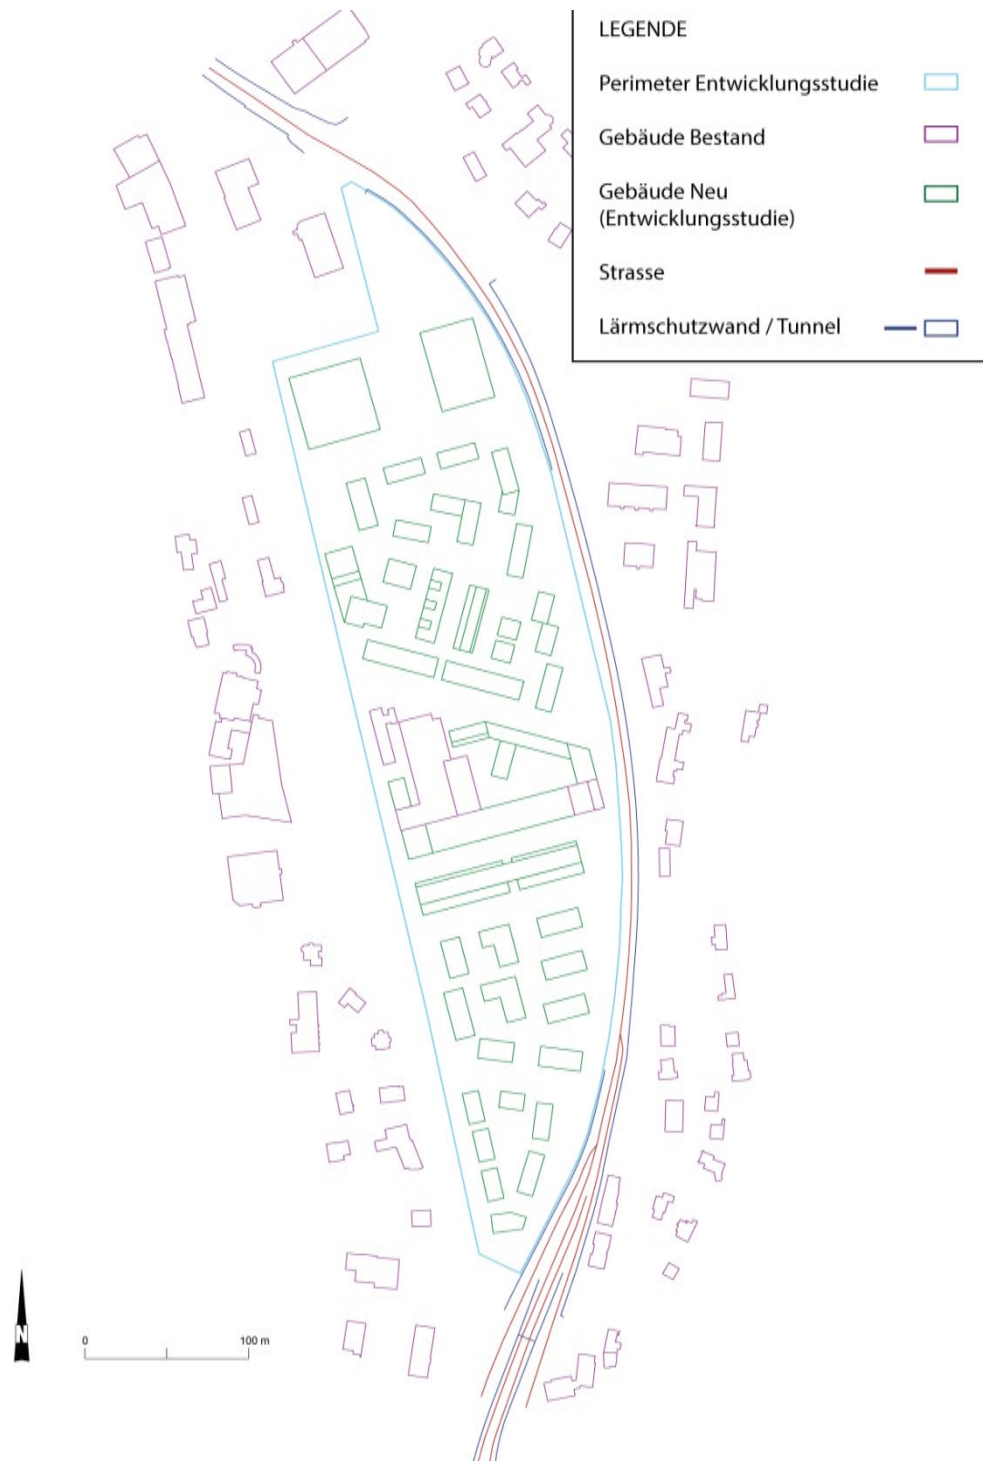 LEGENDE
Perimeter Entwicklungsstudie
Gebäude Bestand
Gebäude Neu
(Entwicklungsstudie)
Strasse
Lärmschutzwand / Tunnel
N
0
100 m